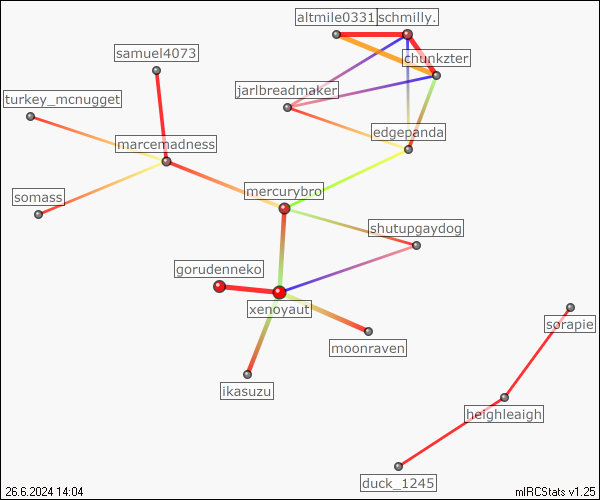 altmile0331
schmilly.
samuel4073
chunkzter
jarlbreadmaker
turkey_mcnugget
edgepanda
marcemadness
mercurybro
somass
shutupgaydog
gorudenneko
xenoyaut
sorapie
moonraven
ikasuzu
heighleaigh
duck_1245
26.6.2024 14:04
mIRCStats v1.25